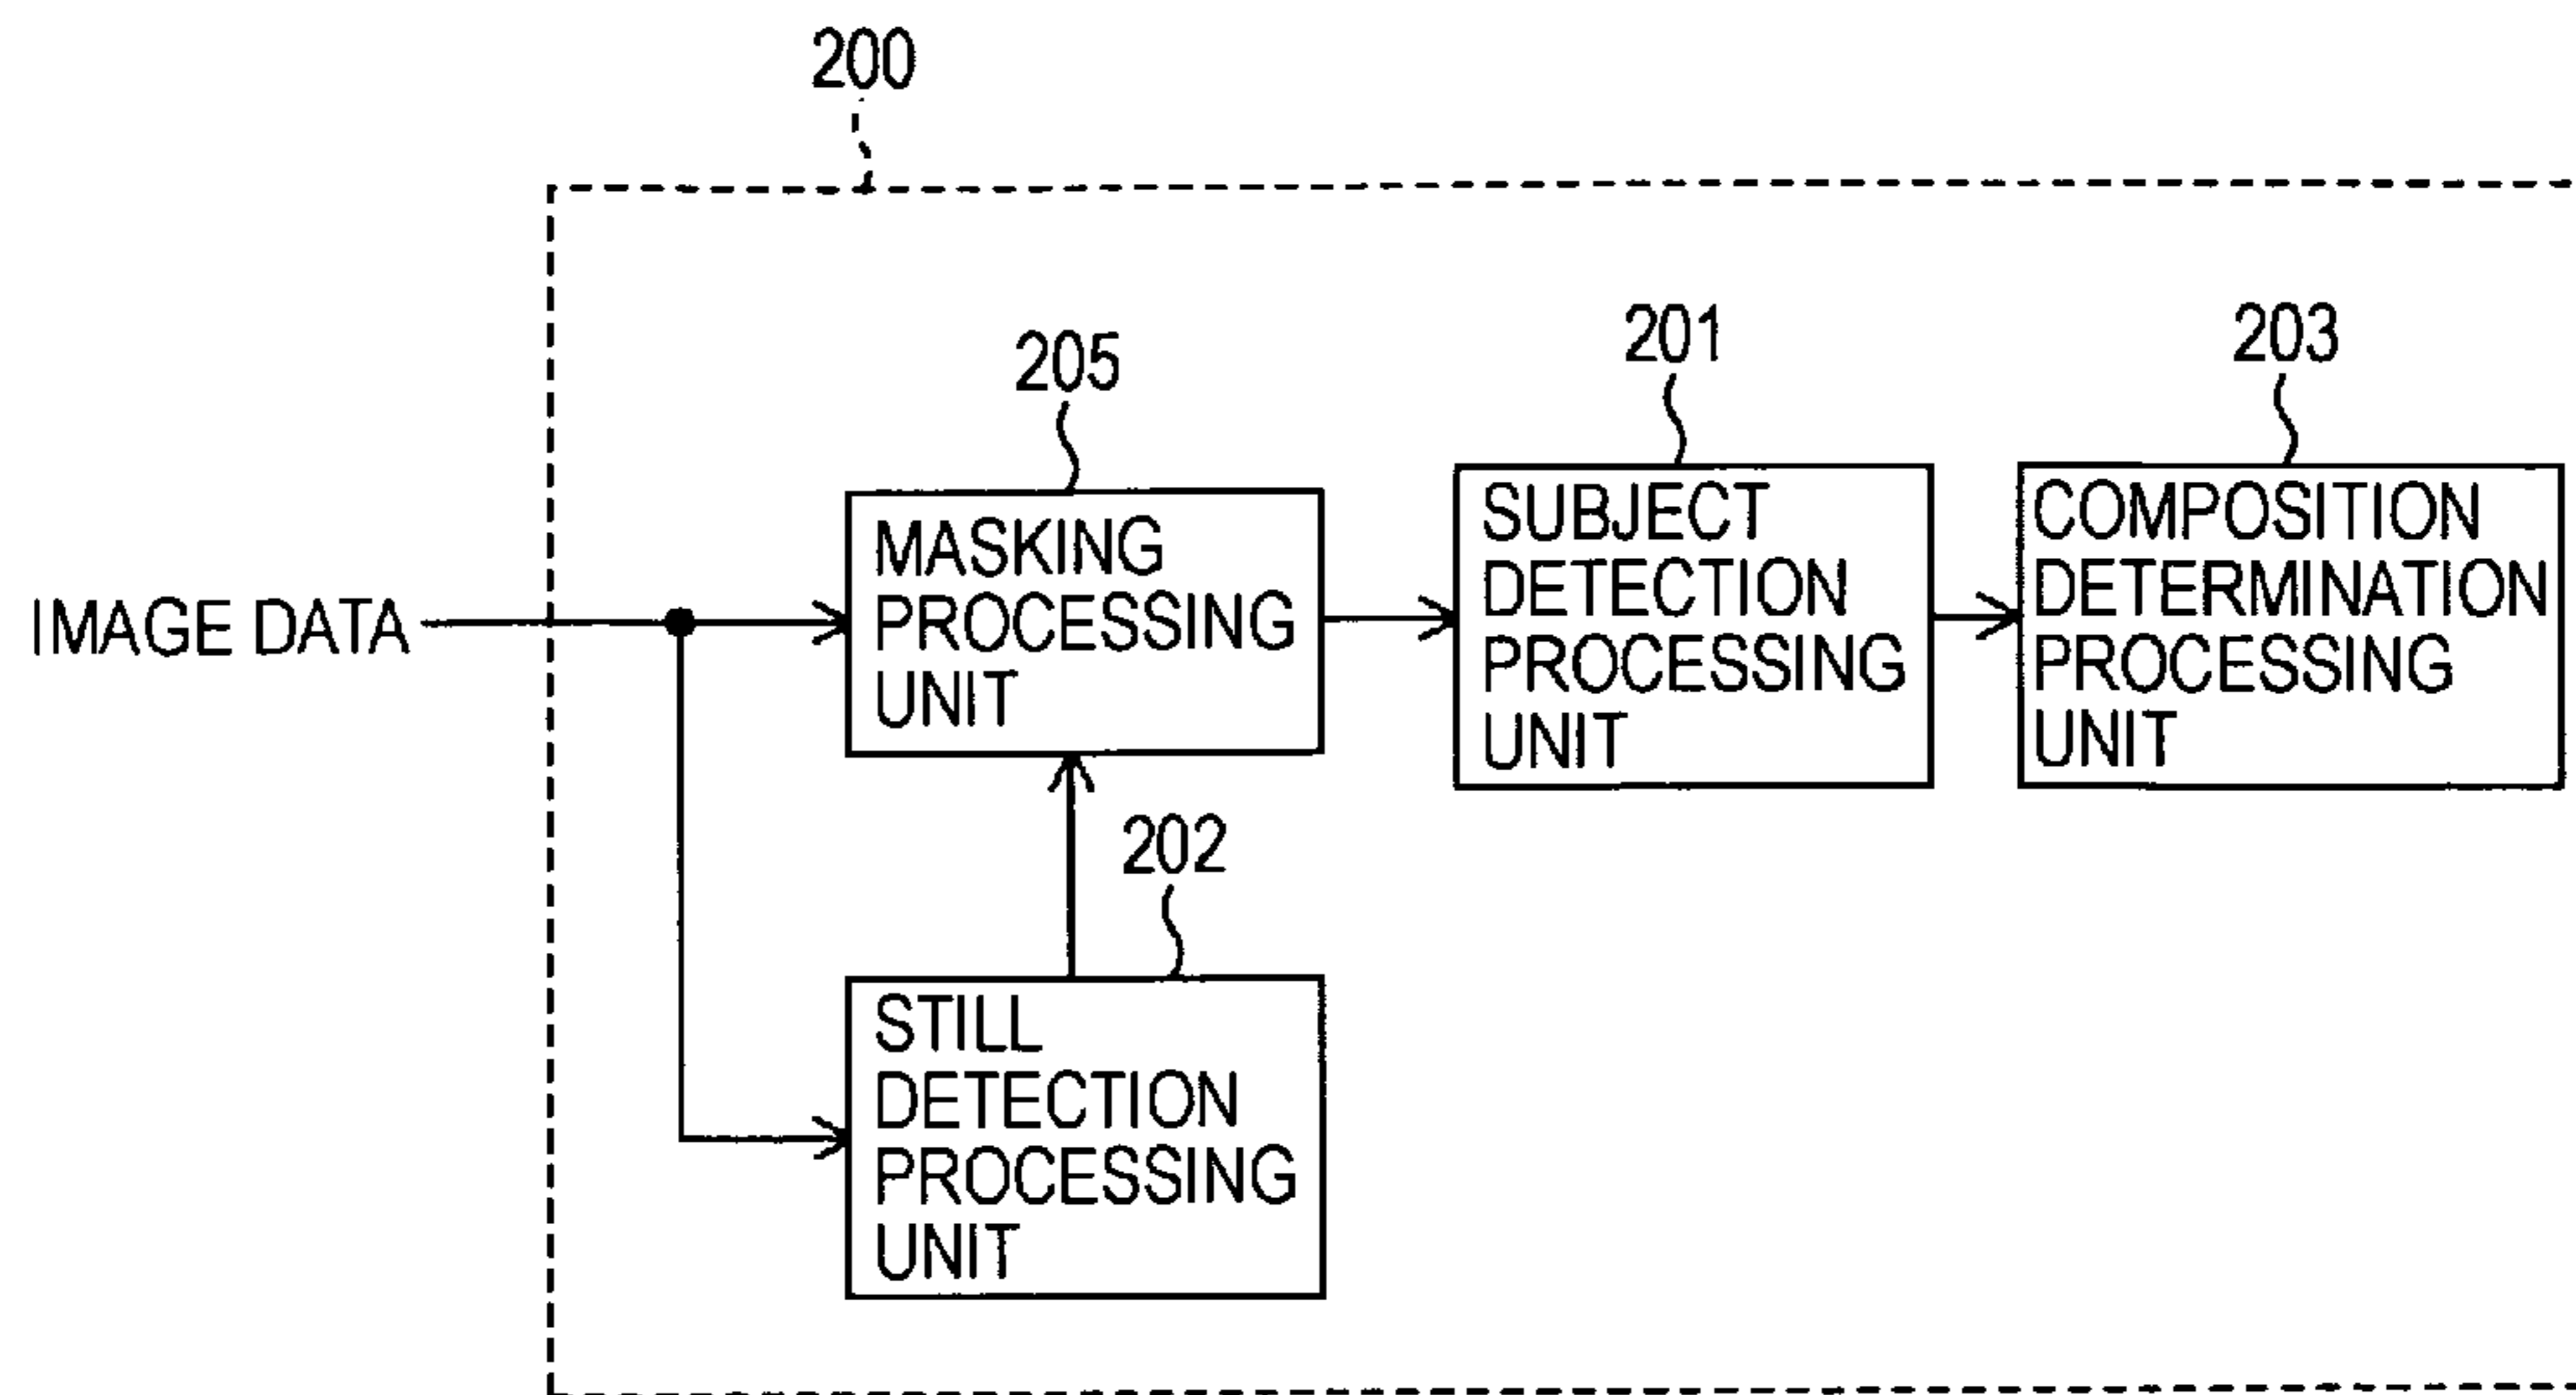 200
205
201
203
IMAGE DATA
MASKING
PROCESSING
UNIT
SUBJECT
DETECTION
PROCESSING
UNIT
COMPOSITION
DETERMINATION
PROCESSING
UNIT
202
STILL
DETECTION
PROCESSING
UNIT